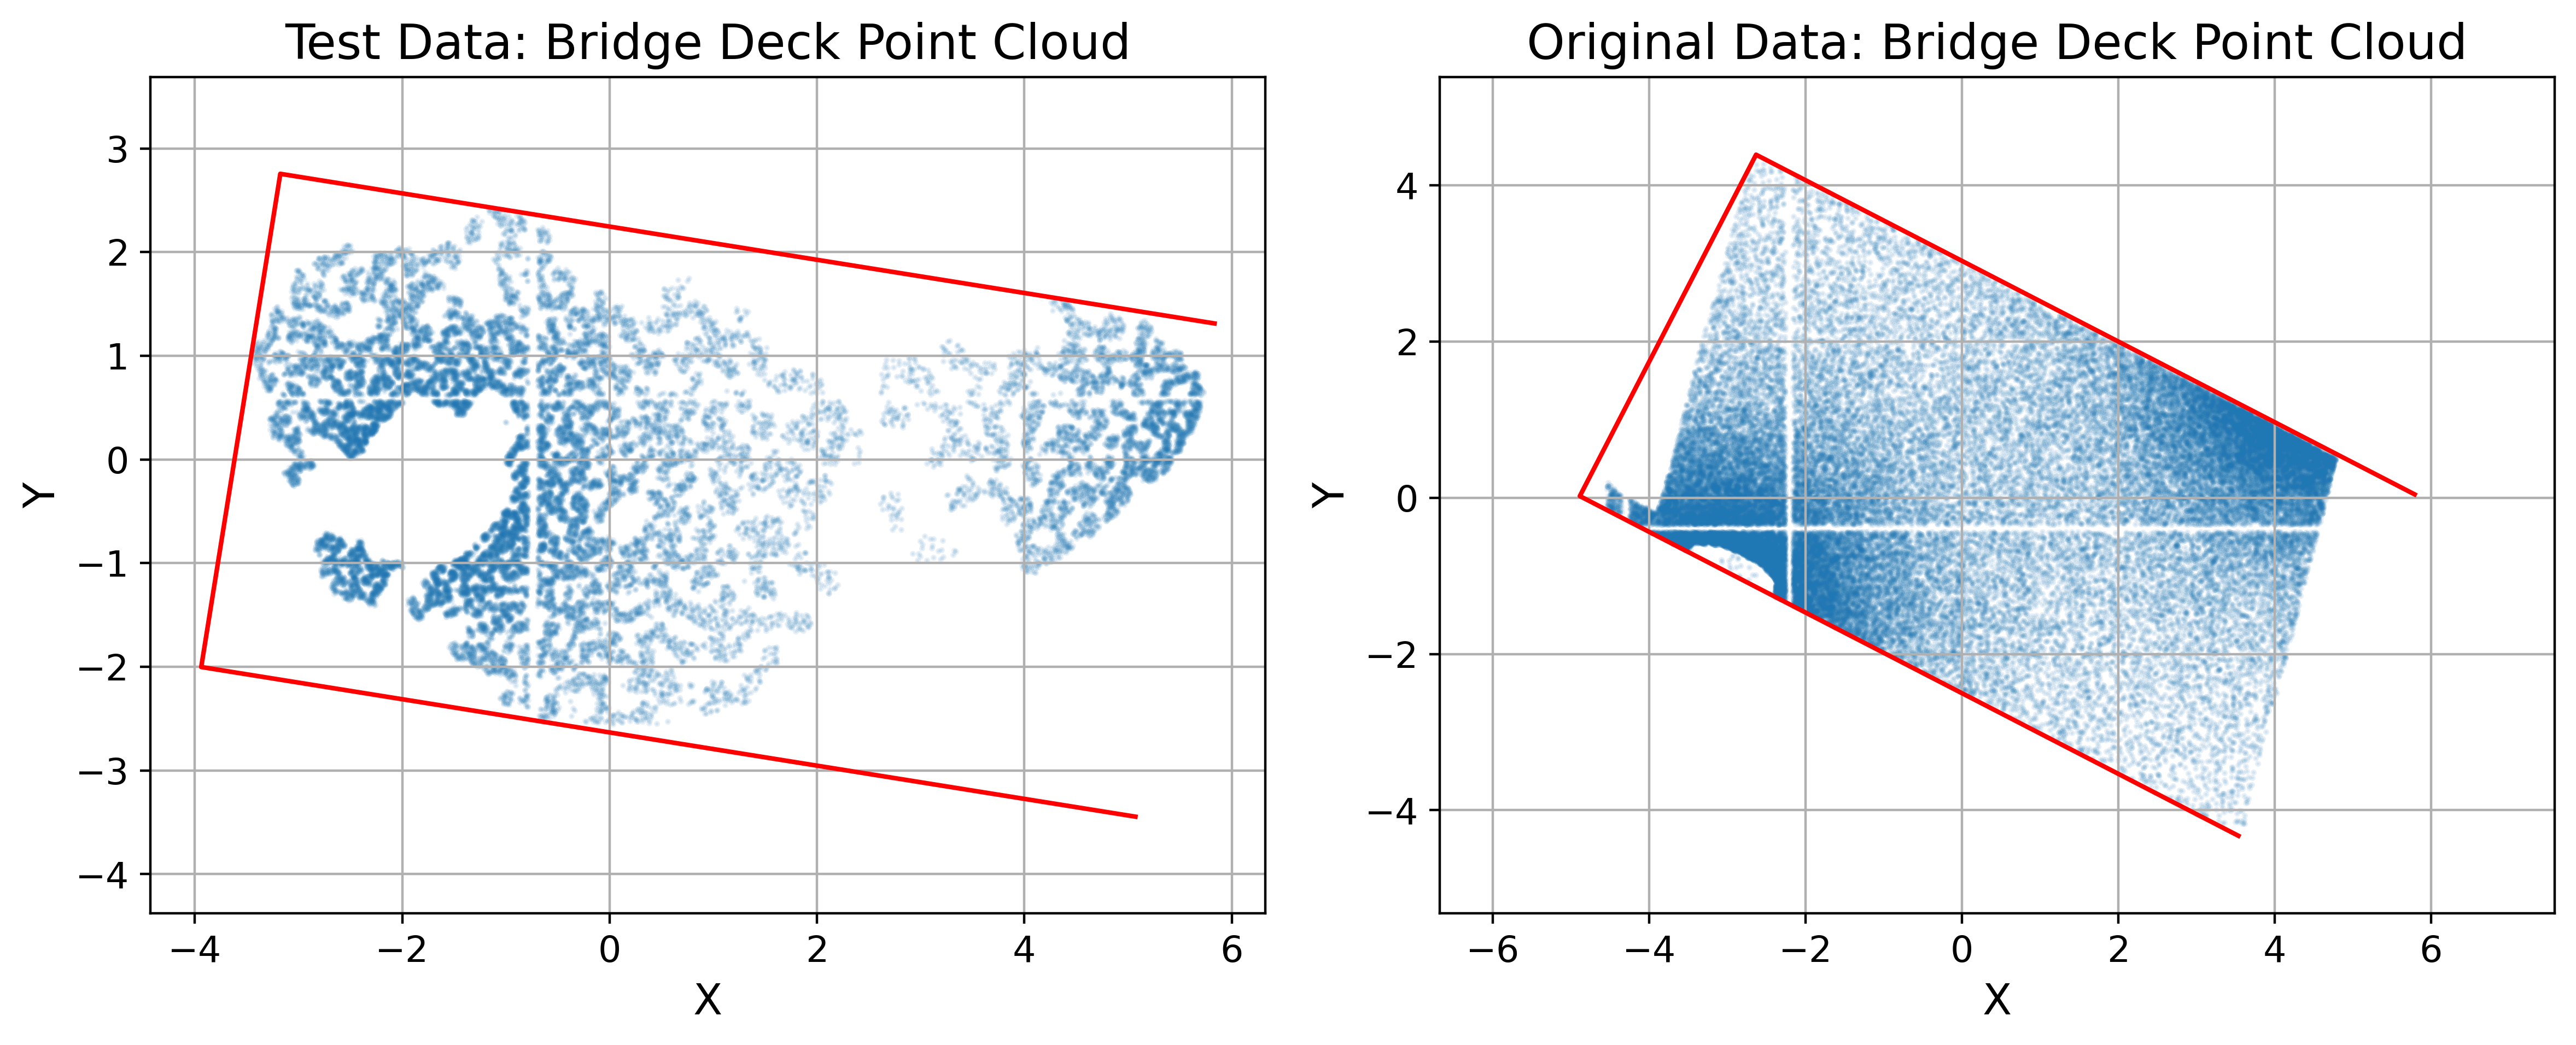 Test Data: Bridge Deck Point Cloud
3
2
1
0
−1
−2
−3
−4
Y
−4 −2 0 2 4 6
X
Original Data: Bridge Deck Point Cloud
4
2
0
−2
−4
Y
−6 −4 −2 0 2 4 6
X